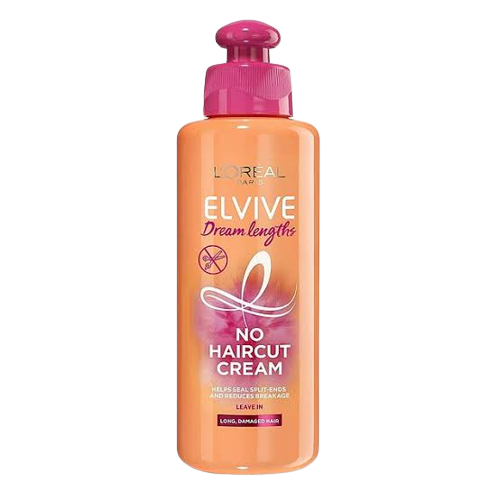 L'ORÉAL
PARIS
ELVIVE
Dream lengths
NO
HAIRCUT
CREAM
HELPS SEAL SPLIT-ENDS
AND REDUCES BREAKAGE
LEAVE IN
LONG, DAMAGED HAIR